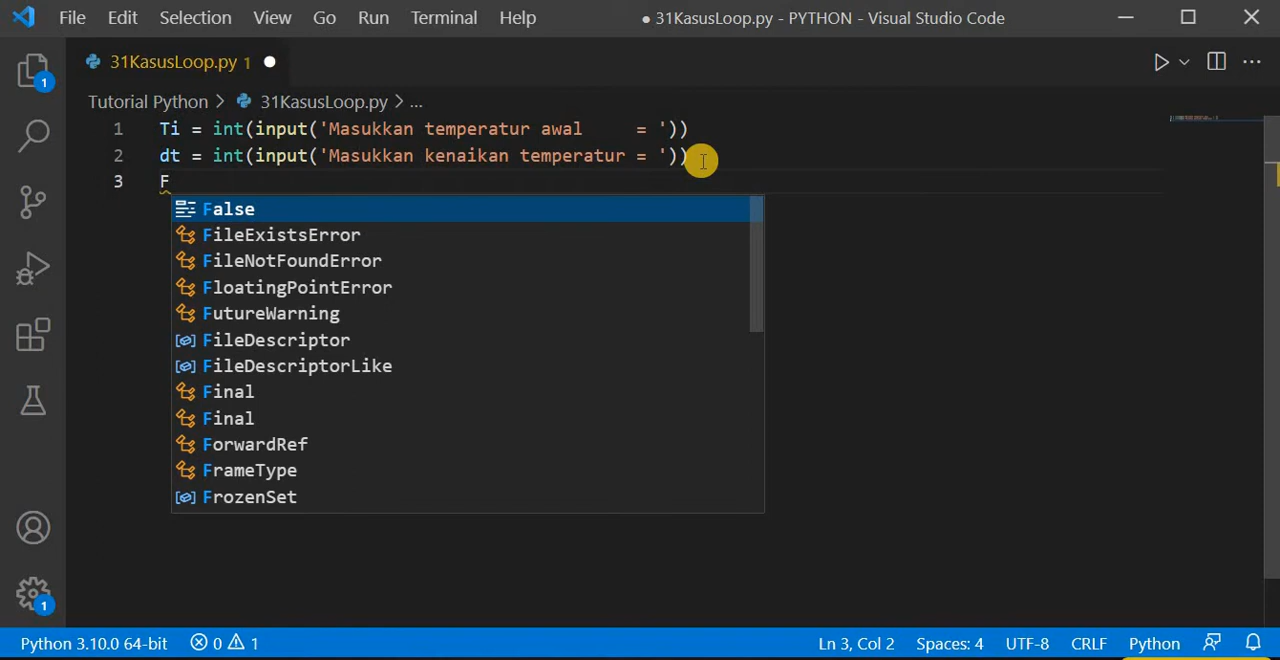 File Edit Selection View Go Run Terminal Help ● 31KasusLoop.py - PYTHON - Visual Studio Code
31KasusLoop.py 1
1
Tutorial Python > 31KasusLoop.py > ...
1 Ti = int(input('Masukkan temperatur awal     = '))
2 dt = int(input('Masukkan kenaikan temperatur = '))
3 F
False
FileExistsError
FileNotFoundError
FloatingPointError
FutureWarning
FileDescriptor
FileDescriptorLike
Final
Final
ForwardRef
FrameType
FrozenSet
1
Python 3.10.0 64-bit 0 1 Ln 3, Col 2 Spaces: 4 UTF-8 CRLF Python